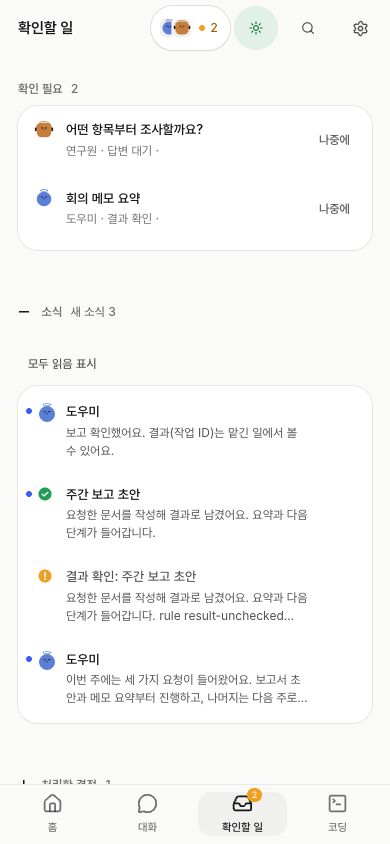 확인할 일
2
확인 필요 2
어떤 항목부터 조사할까요?
연구원 · 답변 대기 ·
나중에
회의 메모 요약
도우미 · 결과 확인 ·
나중에
소식 새 소식 3
모두 읽음 표시
도우미
보고 확인했어요. 결과(작업 ID)는 맡긴 일에서 볼
수 있어요.
주간 보고 초안
요청한 문서를 작성해 결과로 남겼어요. 요약과 다음
단계가 들어갑니다.
결과 확인: 주간 보고 초안
요청한 문서를 작성해 결과로 남겼어요. 요약과 다음
단계가 들어갑니다. rule result-unchecked...
도우미
이번 주에는 세 가지 요청이 들어왔어요. 보고서 초
안과 메모 요약부터 진행하고, 나머지는 다음 주로...
처리한 결정 1
2
홈
대화
확인할 일
코딩